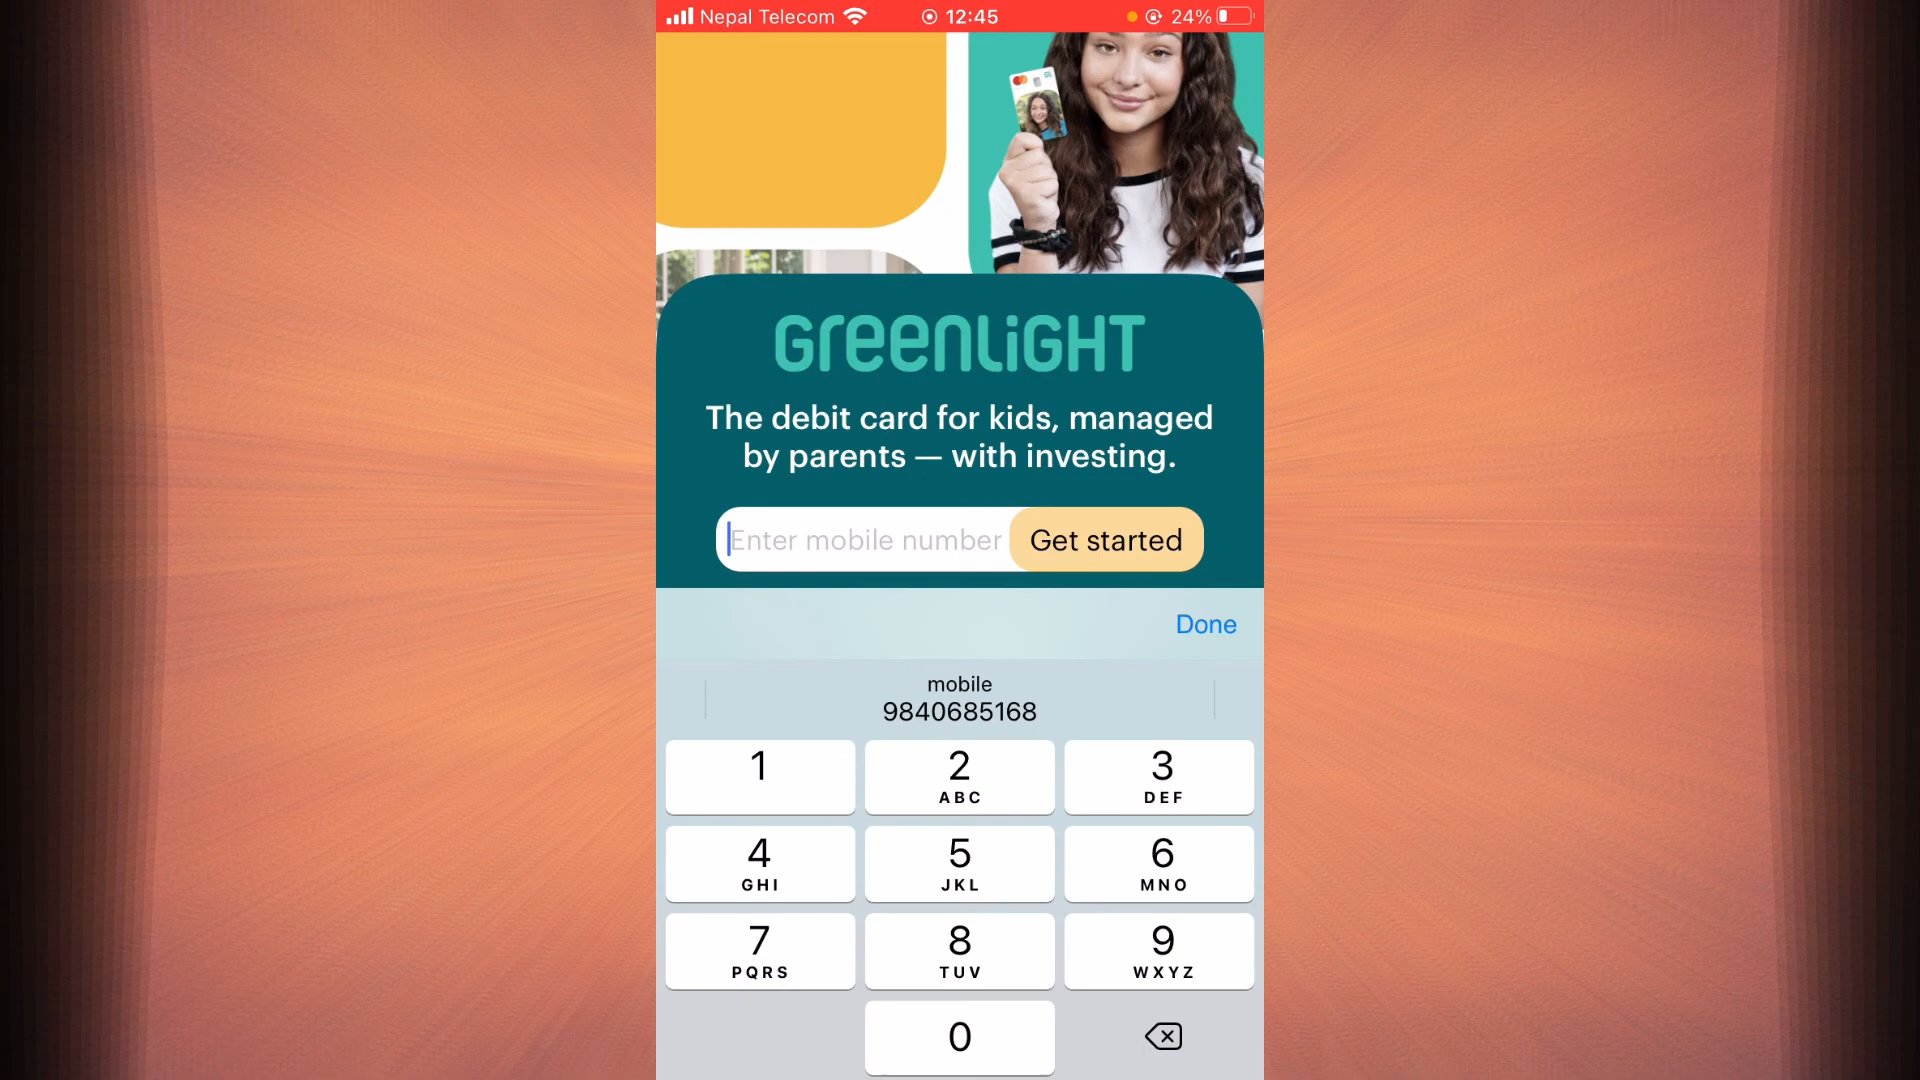 Nepal Telecom 12:45 24%
GreenLiGHT
The debit card for kids, managed
by parents — with investing.
Enter mobile number Get started
Done
mobile
9840685168
1 2 3
ABC DEF
4 5 6
GHI JKL MNO
7 8 9
PQRS TUV WXYZ
0